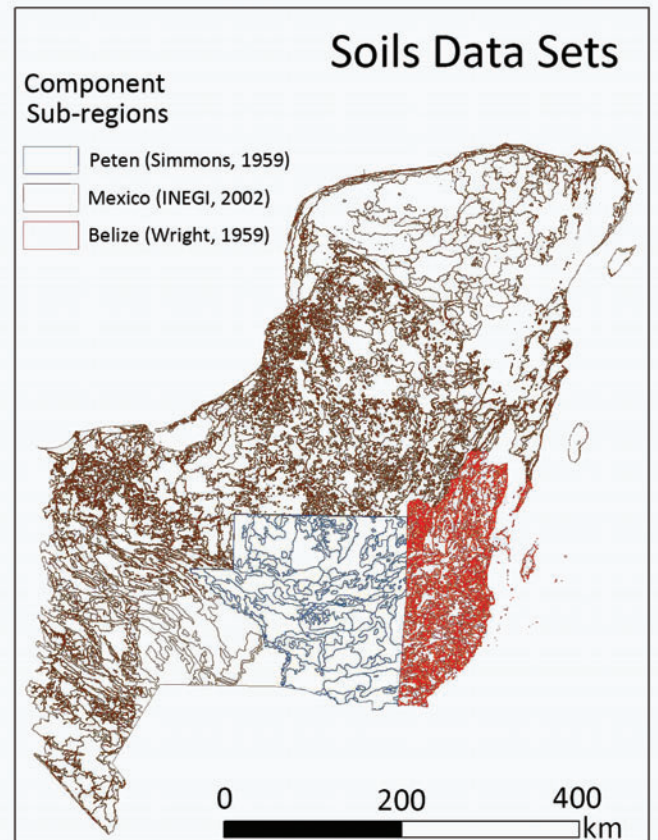 Soils Data Sets
Component
Sub-regions
Peten (Simmons, 1959)
Mexico (INEGI, 2002)
Belize (Wright, 1959)
0 200 400
km